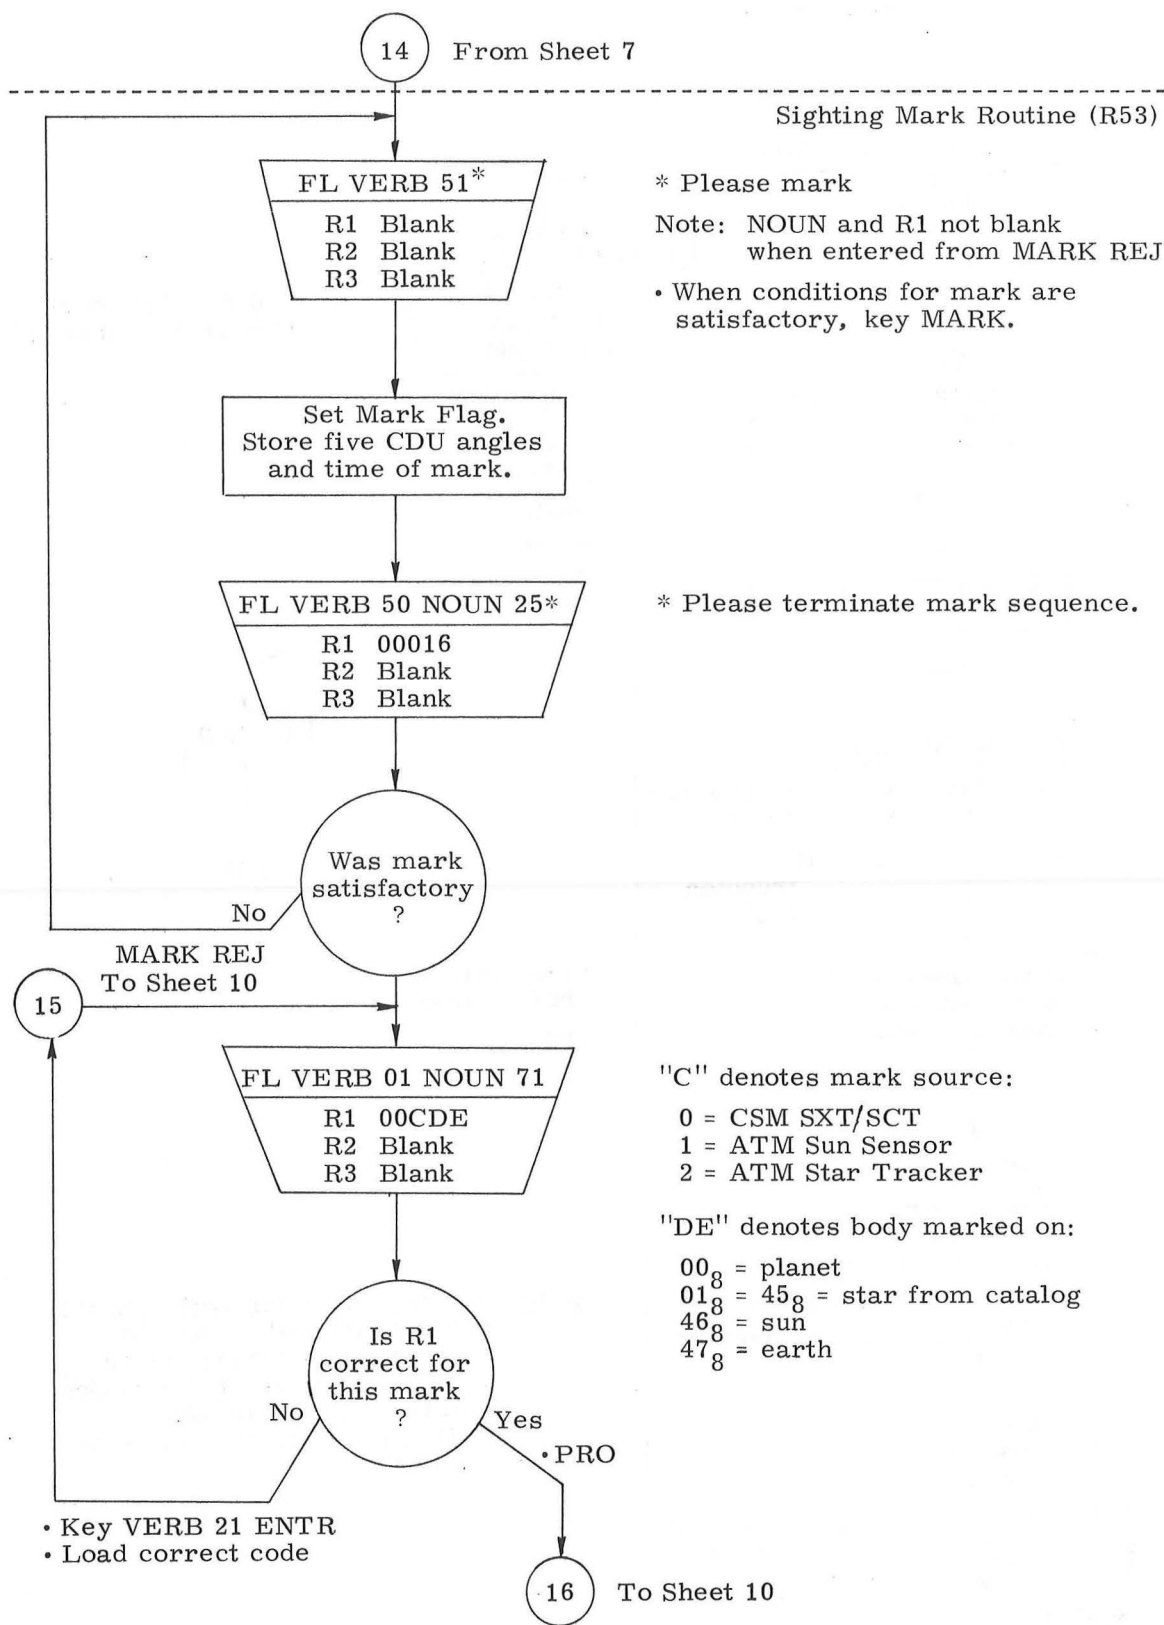 14 From Sheet 7
Sighting Mark Routine (R53)
FL VERB 51*
R1 Blank
R2 Blank
R3 Blank
* Please mark
Note: NOUN and R1 not blank
when entered from MARK REJ
• When conditions for mark are
satisfactory, key MARK.
Set Mark Flag.
Store five CDU angles
and time of mark.
FL VERB 50 NOUN 25*
R1 00016
R2 Blank
R3 Blank
* Please terminate mark sequence.
Was mark
satisfactory
?
No
MARK REJ
To Sheet 10
15
FL VERB 01 NOUN 71
R1 00CDE
R2 Blank
R3 Blank
"C" denotes mark source:
0 = CSM SXT/SCT
1 = ATM Sun Sensor
2 = ATM Star Tracker
"DE" denotes body marked on:
00₈ = planet
01₈ = 45₈ = star from catalog
46₈ = sun
47₈ = earth
Is R1
correct for
this mark
?
No
Yes
• PRO
• Key VERB 21 ENTR
• Load correct code
16 To Sheet 10